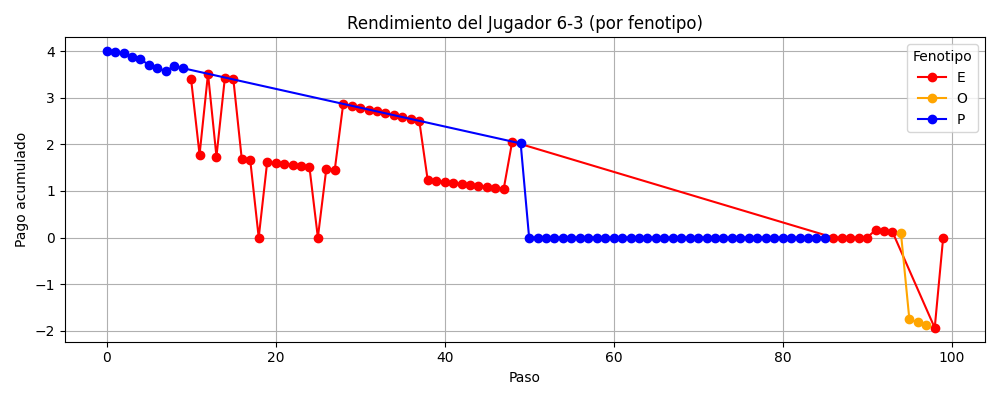 Rendimiento del Jugador 6-3 (por fenotipo)
Pago acumulado
4
3
2
1
0
−1
−2
Fenotipo
E
O
P
0 20 40 60 80 100
Paso